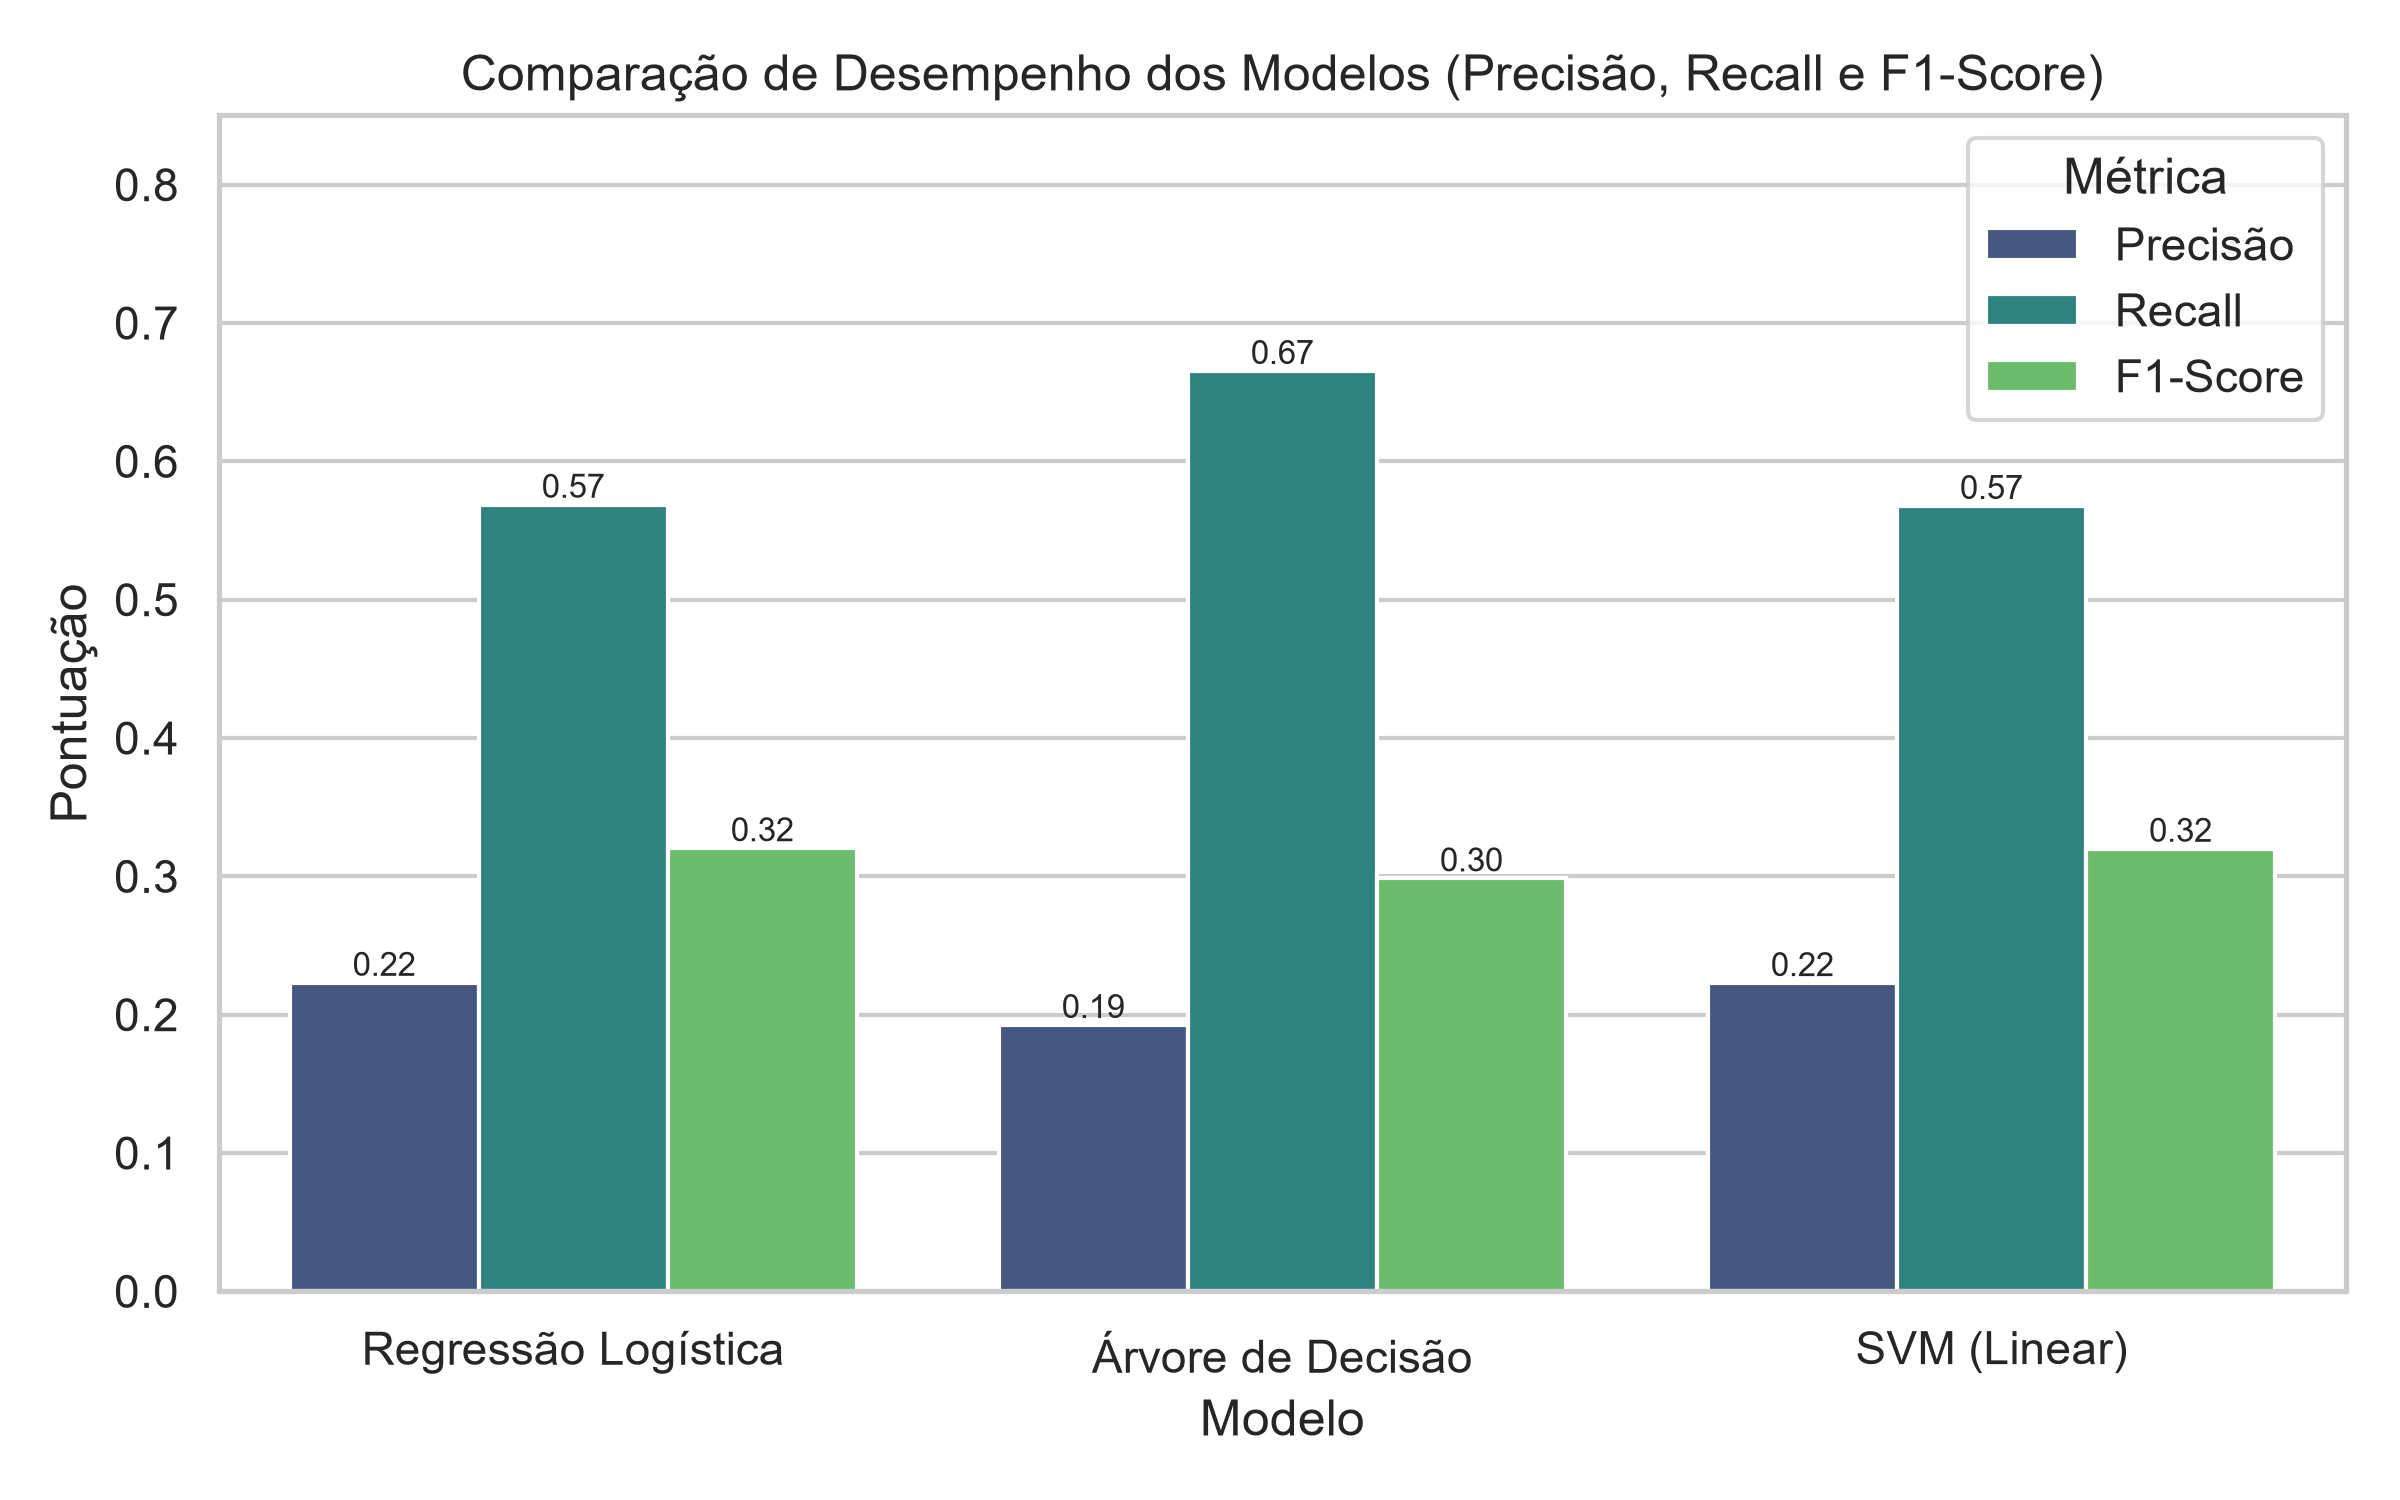 Comparação de Desempenho dos Modelos (Precisão, Recall e F1-Score)
Métrica
Precisão
Recall
F1-Score
Pontuação
0.8
0.7
0.6
0.5
0.4
0.3
0.2
0.1
0.0
0.22
0.57
0.32
0.19
0.67
0.30
0.22
0.57
0.32
Regressão Logística
Árvore de Decisão
SVM (Linear)
Modelo